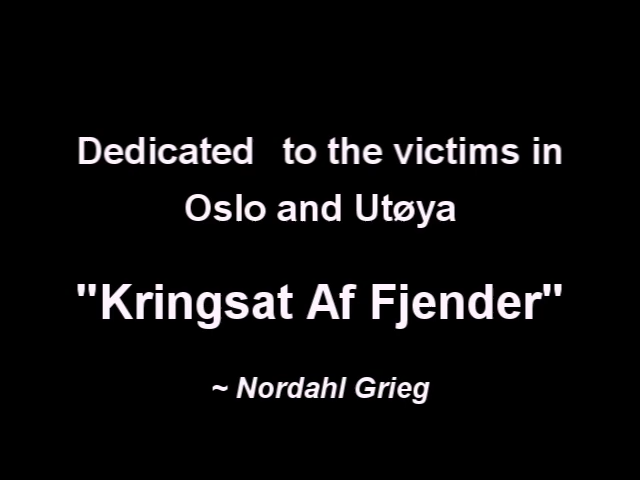 Dedicated to the victims in
Oslo and Utøya
"Kringsat Af Fjender"
~ Nordahl Grieg